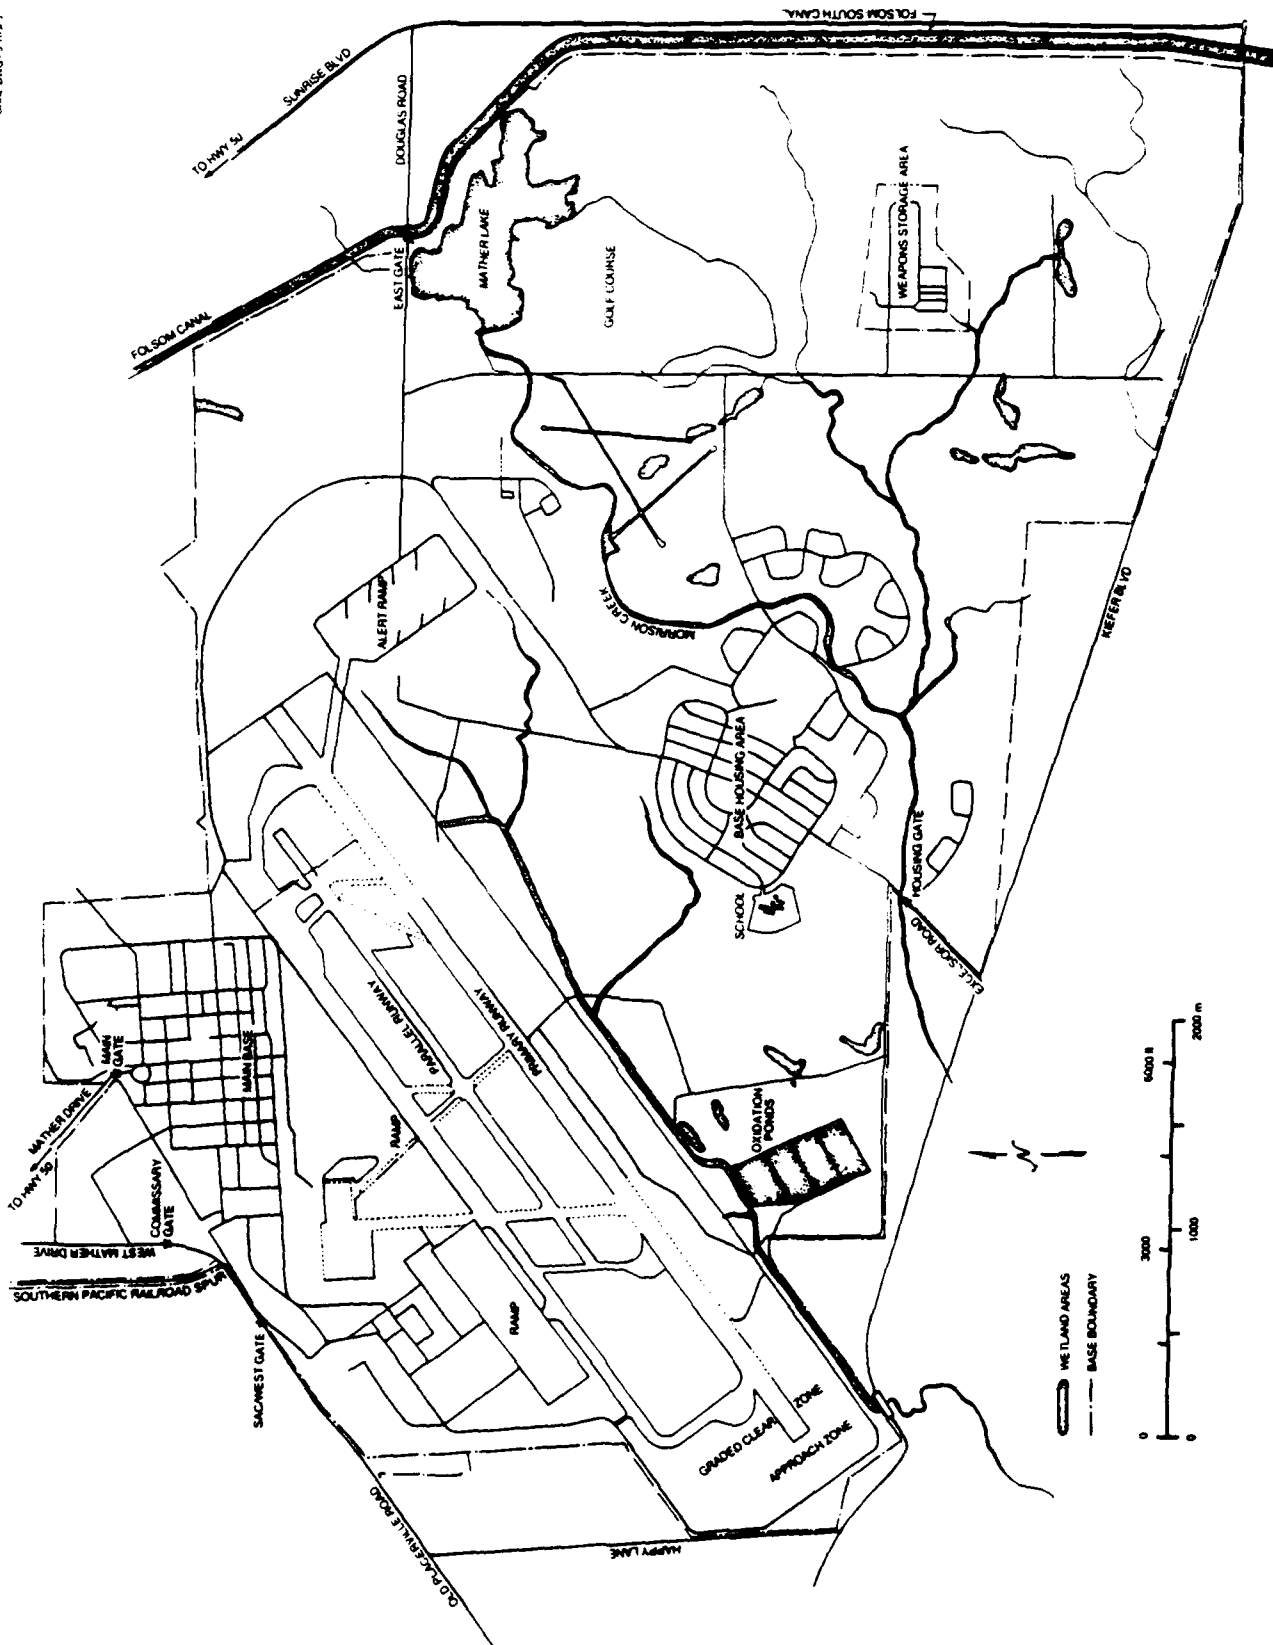 FOLSOM SOUTH CANAL
SUNRISE BLVD
TO HWY 50
DOUGLAS ROAD
FOLSOM CANAL
EAST GATE
MATHER LAKE
GOLF COURSE
WEAPONS STORAGE AREA
ALERT RAMP
MORRISON CREEK
KIEFER BLVD
BASE HOUSING AREA
SCHOOL
HOUSING GATE
EXCELSIOR ROAD
MAIN
GATE
MAIN BASE
MATHER DRIVE
TO HWY 50
COMMISSARY
GATE
WEST MATHER DRIVE
SOUTHERN PACIFIC RAILROAD SPUR
SACAWEST GATE
PARALLEL RUNWAY
PRIMARY RUNWAY
RAMP
RAMP
OXIDATION
PONDS
GRADED CLEAR ZONE
APPROACH ZONE
OLD PLACERVILLE ROAD
HAPPY LANE
N
WETLAND AREAS
BASE BOUNDARY
0 3000 6000 ft
0 1000 2000 m